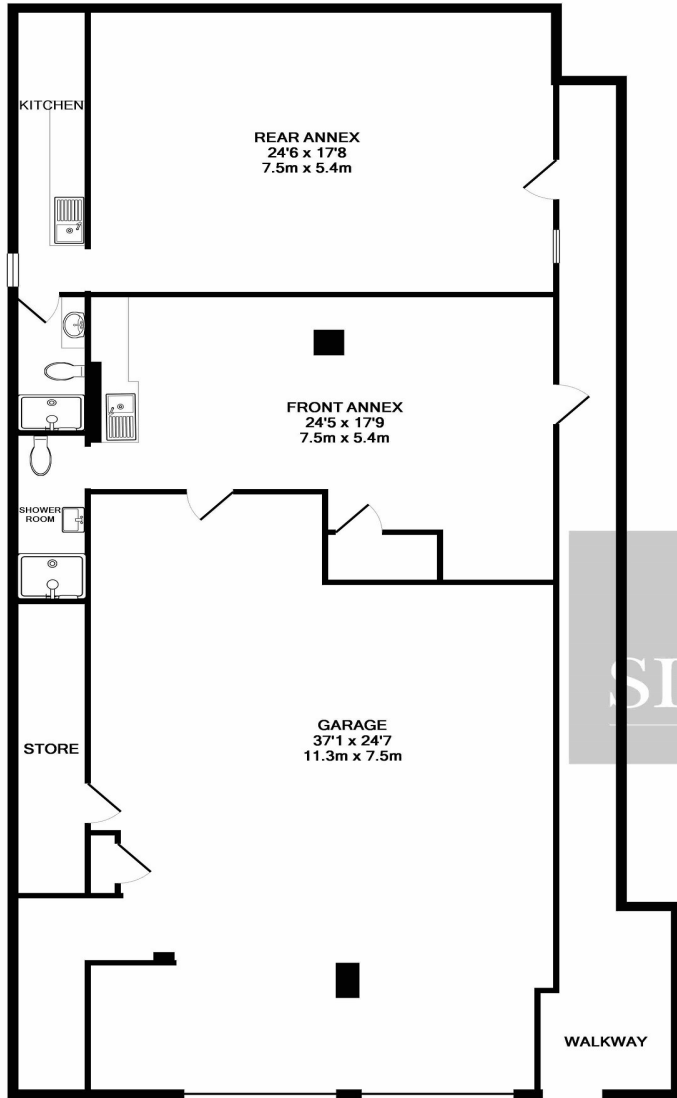 KITCHEN
REAR ANNEX
24'6 x 17'8
7.5m x 5.4m
FRONT ANNEX
24'5 x 17'9
7.5m x 5.4m
SHOWER
ROOM
GARAGE
37'1 x 24'7
11.3m x 7.5m
STORE
WALKWAY